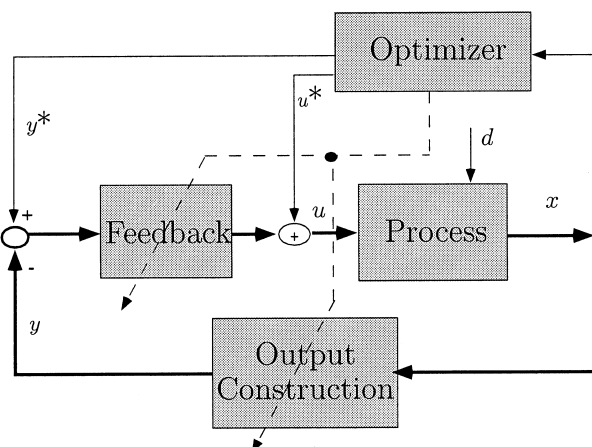 Optimizer
u*
y*
d
+
Feedback
+
u
Process
x
-
y
Output
Construction